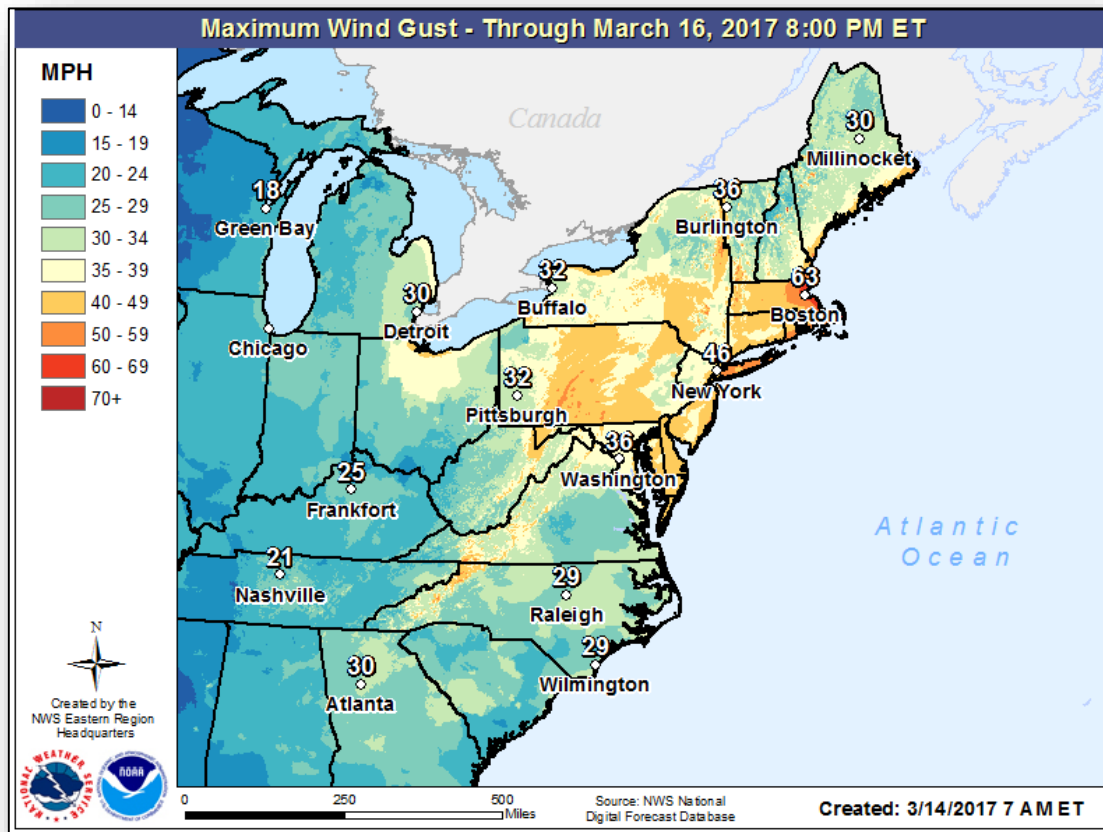 Maximum Wind Gust - Through March 16, 2017 8:00 PM ET
MPH
0 - 14
15 - 19
20 - 24
25 - 29
30 - 34
35 - 39
40 - 49
50 - 59
60 - 69
70+
Canada
30
Millinocket
36
Burlington
18
Green Bay
32
Buffalo
63
Boston
30
Detroit
Chicago
46
New York
32
Pittsburgh
36
Washington
25
Frankfort
Atlantic
Ocean
21
Nashville
29
Raleigh
29
Wilmington
30
Atlanta
N
Created by the
NWS Eastern Region
Headquarters
NATIONAL WEATHER SERVICE
NOAA
0 250 500
Miles
Source: NWS National
Digital Forecast Database
Created: 3/14/2017 7 AM ET